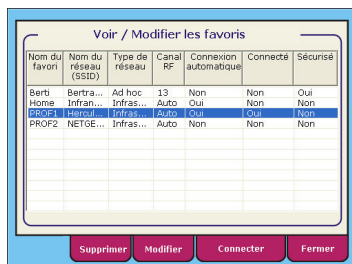 Voir / Modifier les favoris
Nom du favori Nom du réseau (SSID) Type de réseau Canal RF Connexion automatique Connecté Sécurisé
Berti Bertra... Ad hoc 13 Non Non Oui
Home Infran... Infras... Auto Oui Non Non
PROF1 Hercul... Infras... Auto Oui Oui Non
PROF2 NETGE... Infras... Auto Non Non Non
Supprimer Modifier Connecter Fermer